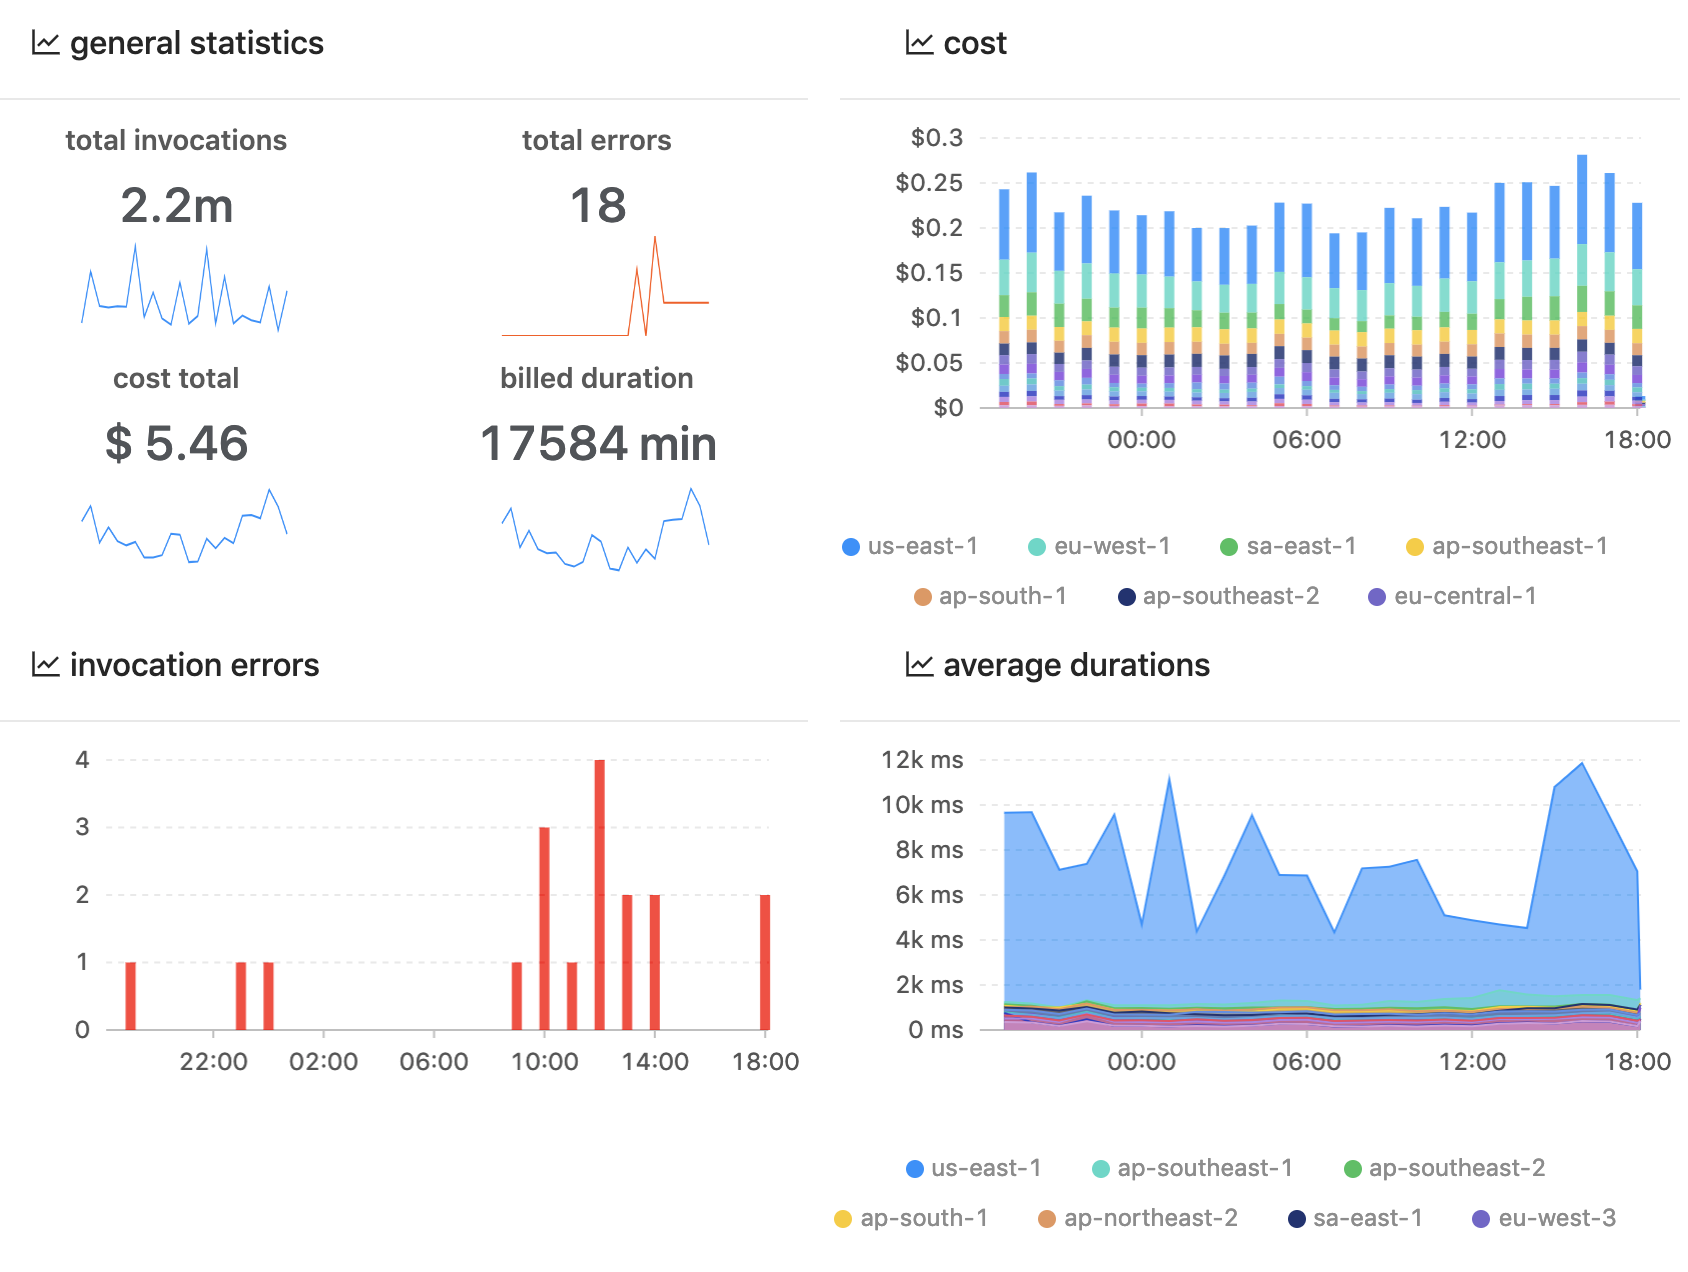 general statistics
total invocations
2.2m
total errors
18
cost total
$ 5.46
billed duration
17584 min
cost
$0.3
$0.25
$0.2
$0.15
$0.1
$0.05
$0
00:00 06:00 12:00 18:00
us-east-1 eu-west-1 sa-east-1 ap-southeast-1
ap-south-1 ap-southeast-2 eu-central-1
invocation errors
4
3
2
1
0
22:00 02:00 06:00 10:00 14:00 18:00
average durations
12k ms
10k ms
8k ms
6k ms
4k ms
2k ms
0 ms
00:00 06:00 12:00 18:00
us-east-1 ap-southeast-1 ap-southeast-2
ap-south-1 ap-northeast-2 sa-east-1 eu-west-3